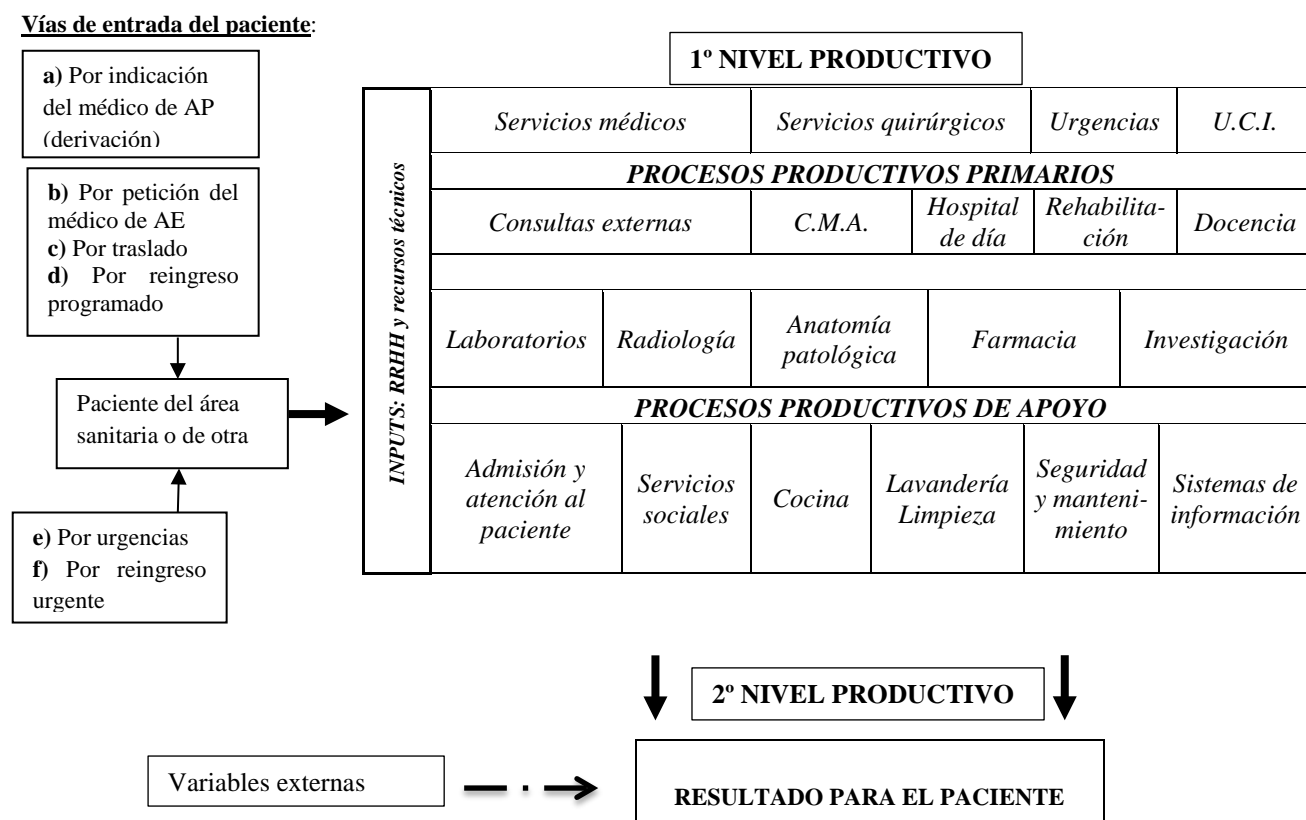 Vías de entrada del paciente:
a) Por indicación
del médico de AP
(derivación)
b) Por petición del
médico de AE
c) Por traslado
d) Por reingreso
programado
Paciente del área
sanitaria o de otra
e) Por urgencias
f) Por reingreso
urgente
1º NIVEL PRODUCTIVO
INPUTS: RRHH y recursos técnicos
Servicios médicos
Servicios quirúrgicos
Urgencias
U.C.I.
PROCESOS PRODUCTIVOS PRIMARIOS
Consultas externas
C.M.A.
Hospital
de día
Rehabilita-
ción
Docencia
Laboratorios
Radiología
Anatomía
patológica
Farmacia
Investigación
PROCESOS PRODUCTIVOS DE APOYO
Admisión y
atención al
paciente
Servicios
sociales
Cocina
Lavandería
Limpieza
Seguridad
y manteni-
miento
Sistemas de
información
2º NIVEL PRODUCTIVO
Variables externas
RESULTADO PARA EL PACIENTE